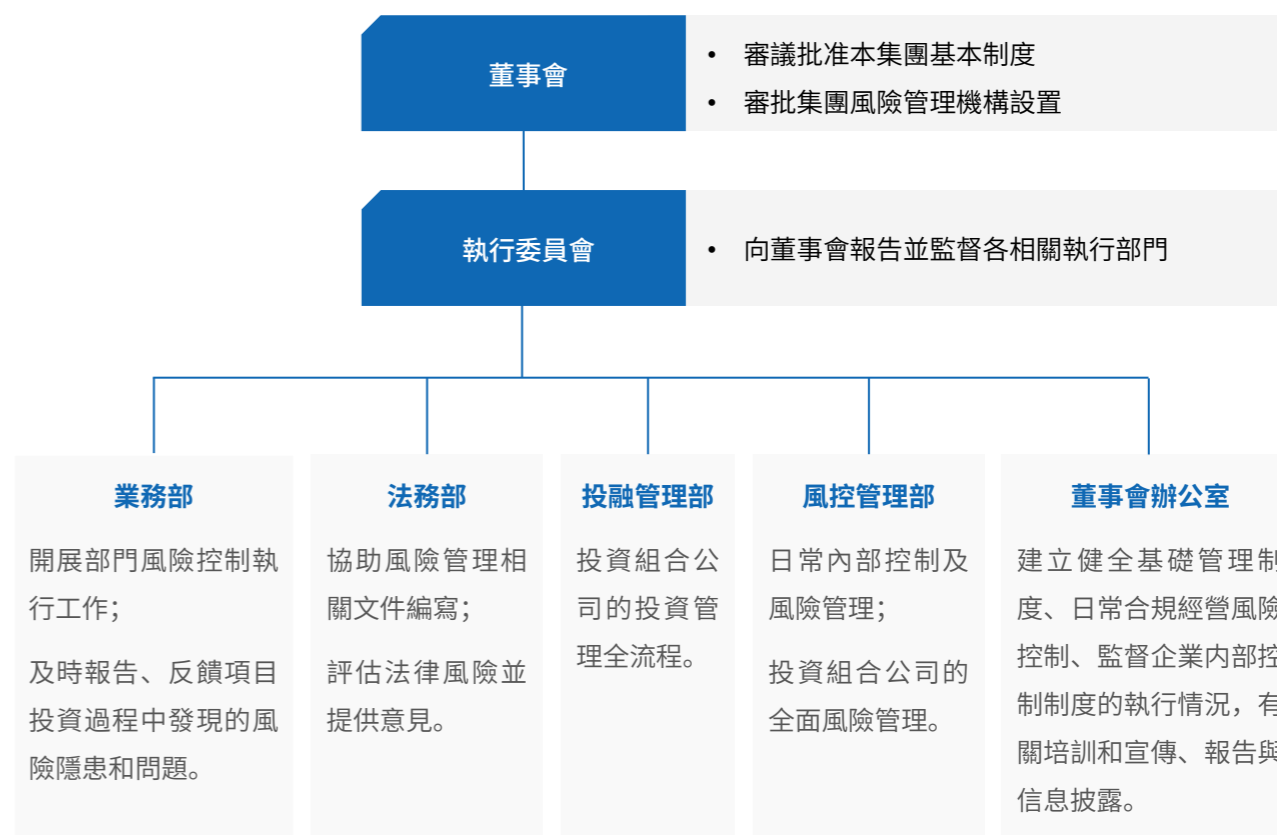 董事會
• 審議批准本集團基本制度
• 審批集團風險管理機構設置
執行委員會
• 向董事會報告並監督各相關執行部門
業務部
開展部門風險控制執
行工作；
及時報告、反饋項目
投資過程中發現的風
險隱患和問題。
法務部
協助風險管理相
關文件編寫；
評估法律風險並
提供意見。
投融管理部
投資組合公
司的投資管
理全流程。
風控管理部
日常內部控制及
風險管理；
投資組合公司的
全面風險管理。
董事會辦公室
建立健全基礎管理制
度、日常合規經營風險
控制、監督企業內部控
制制度的執行情況，有
關培訓和宣傳、報告與
信息披露。